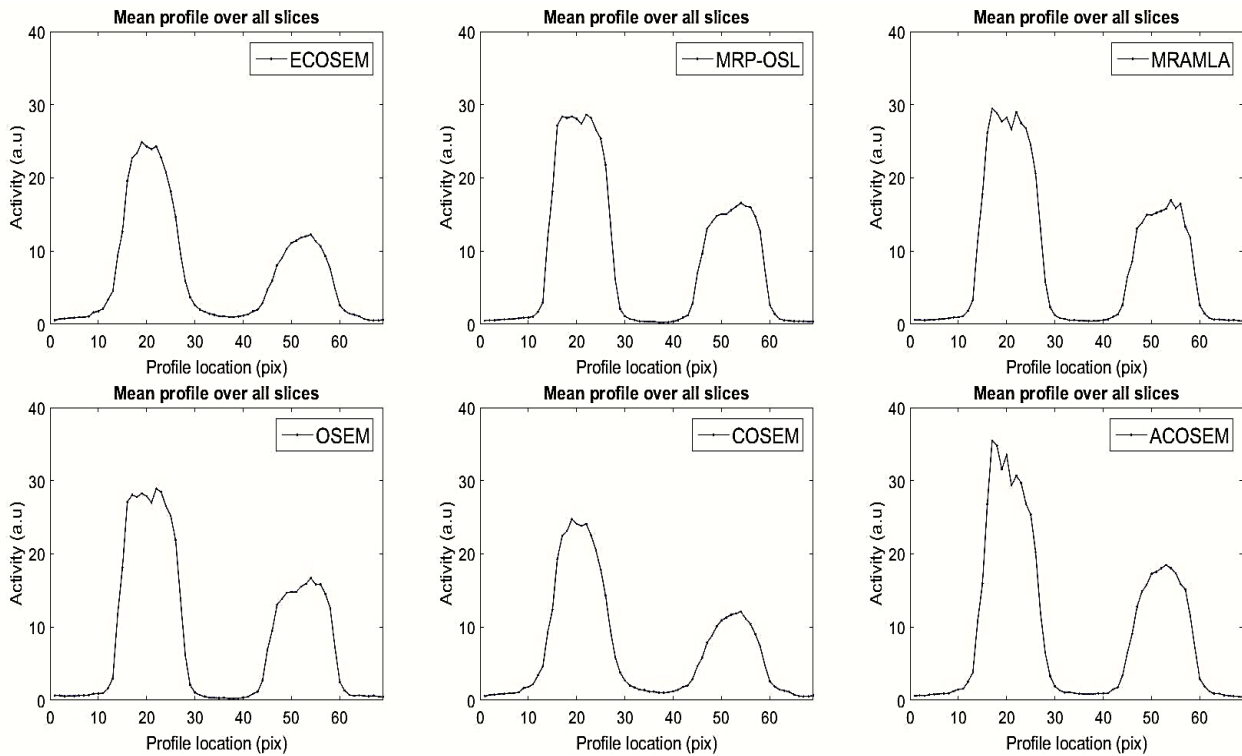 Mean profile over all slices
40
30
20
10
0
Activity (a.u)
ECOSEM
0 10 20 30 40 50 60
Profile location (pix)
Mean profile over all slices
40
30
20
10
0
Activity (a.u)
MRP-OSL
0 10 20 30 40 50 60
Profile location (pix)
Mean profile over all slices
40
30
20
10
0
Activity (a.u)
MRAMLA
0 10 20 30 40 50 60
Profile location (pix)
Mean profile over all slices
40
30
20
10
0
Activity (a.u)
OSEM
0 10 20 30 40 50 60
Profile location (pix)
Mean profile over all slices
40
30
20
10
0
Activity (a.u)
COSEM
0 10 20 30 40 50 60
Profile location (pix)
Mean profile over all slices
40
30
20
10
0
Activity (a.u)
ACOSEM
0 10 20 30 40 50 60
Profile location (pix)